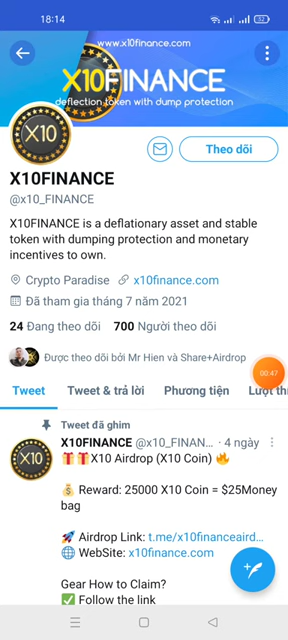 18:14
52
www.x10finance.com
X10FINANCE
deflection token with dump protection
X10
Theo dõi
X10FINANCE
@x10_FINANCE
X10FINANCE is a deflationary asset and stable
token with dumping protection and monetary
incentives to own.
Crypto Paradise x10finance.com
Đã tham gia tháng 7 năm 2021
24 Đang theo dõi 700 Người theo dõi
Được theo dõi bởi Mr Hien và Share+Airdrop
00:47
Tweet Tweet & trả lời Phương tiện Lượt th
Tweet đã ghim
X10
X10FINANCE @x10_FINAN... · 4 ngày
🎁🎁X10 Airdrop (X10 Coin) 🔥
💰 Reward: 25000 X10 Coin = $25Money
bag
🚀 Airdrop Link: t.me/x10financeaird...
🌐 WebSite: x10finance.com
Gear How to Claim?
✅ Follow the link